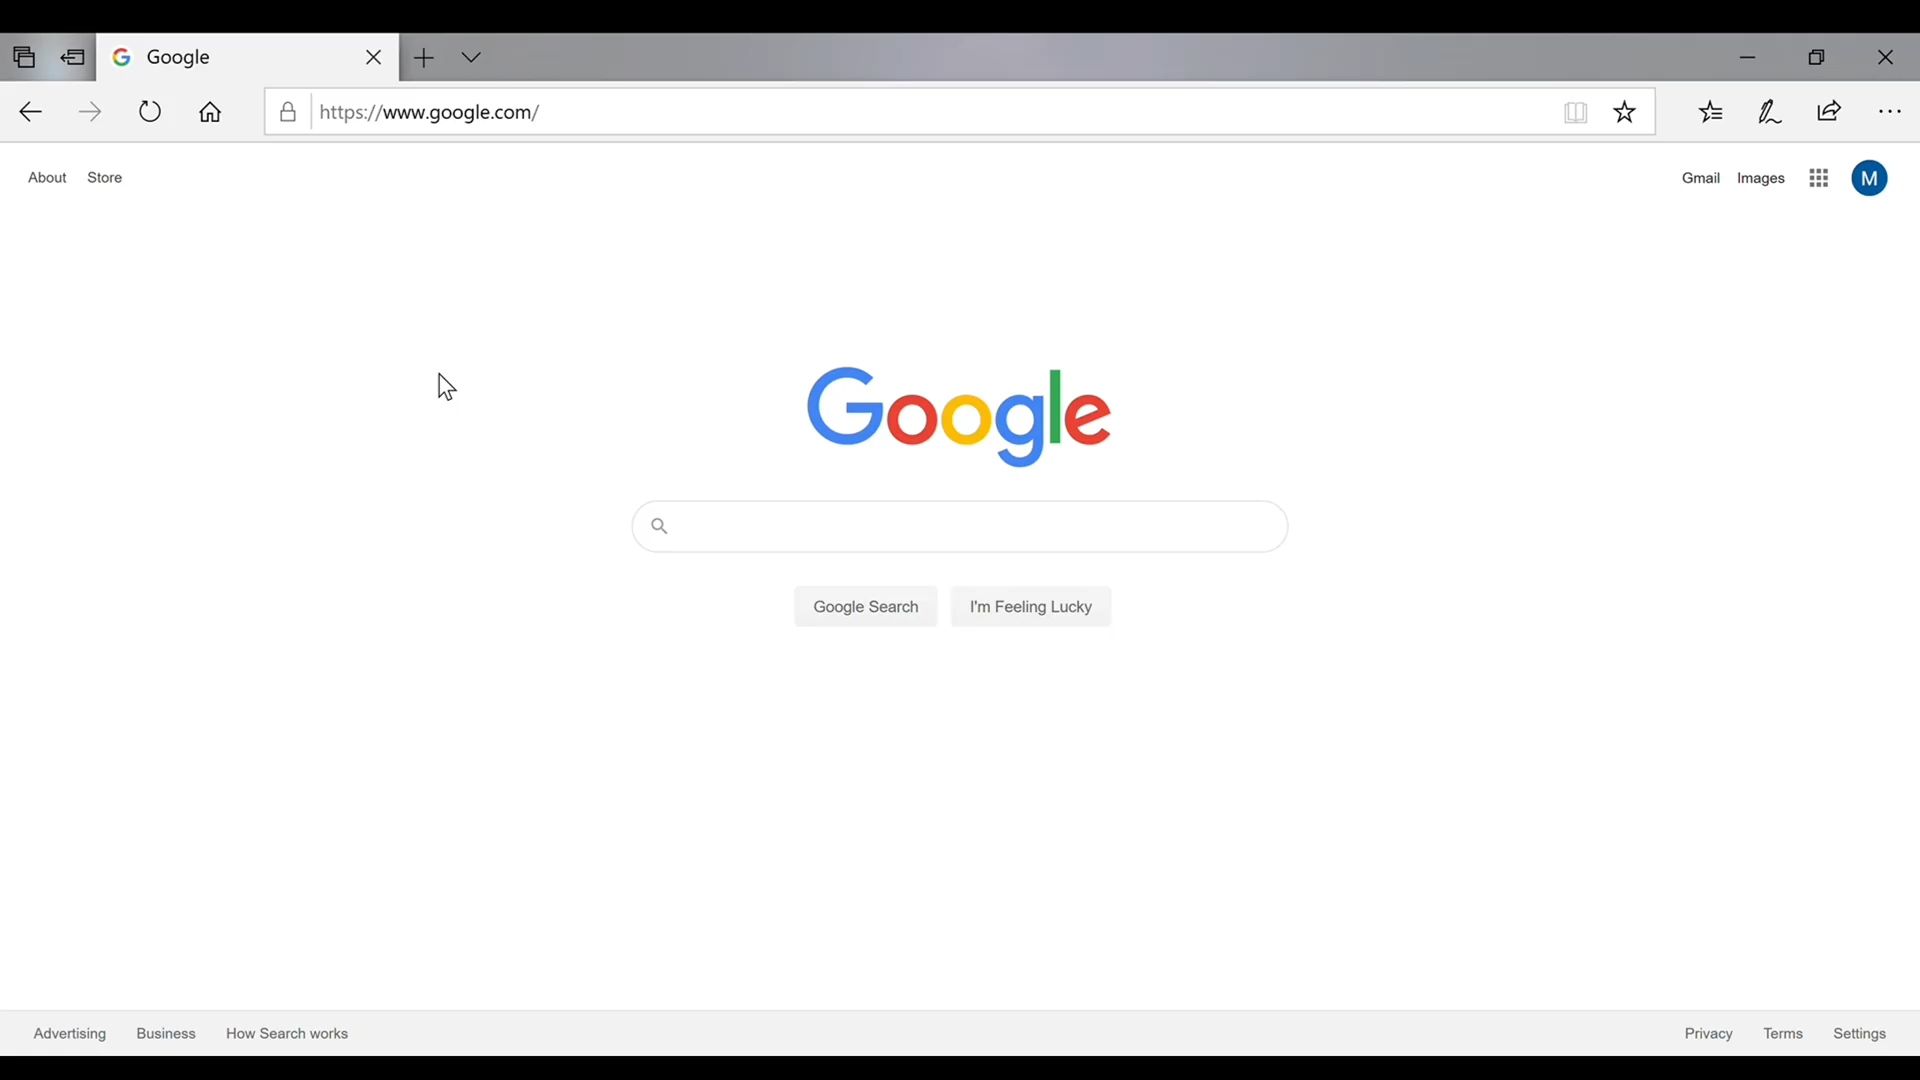 Google
https://www.google.com/
About Store
Gmail Images M
Google
Google Search I'm Feeling Lucky
Advertising Business How Search works
Privacy Terms Settings